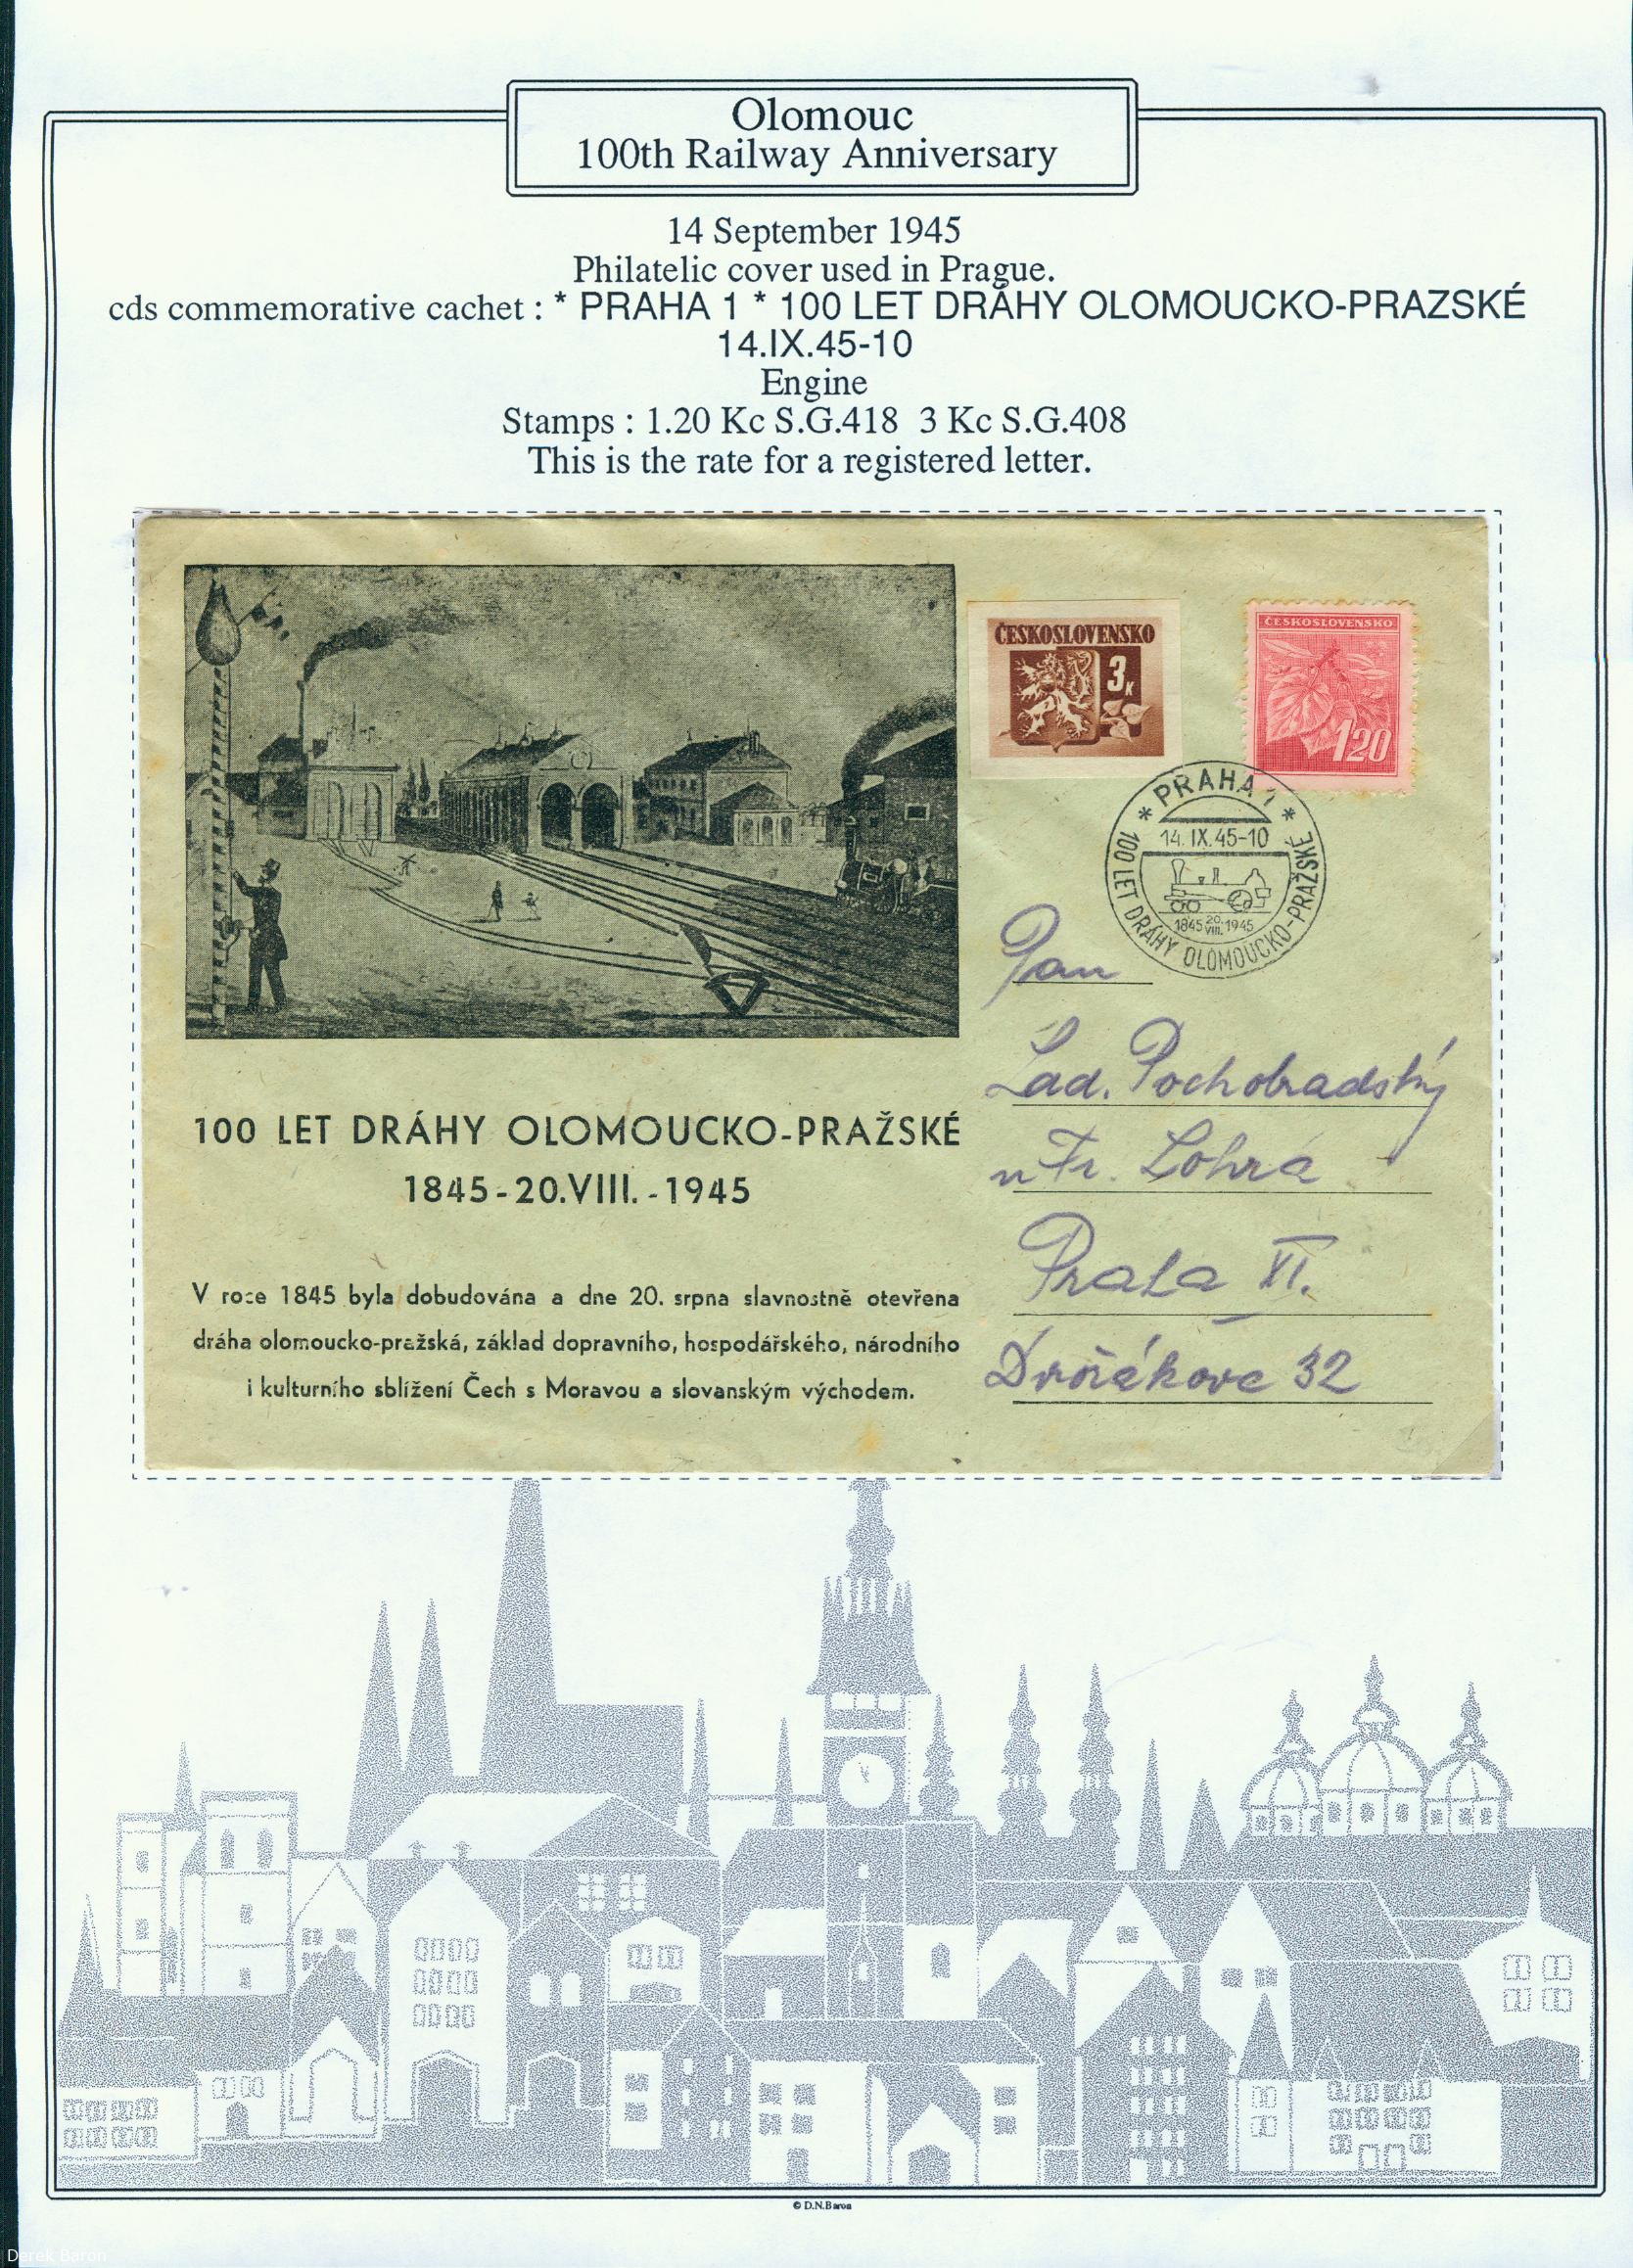 Olomouc
100th Railway Anniversary
14 September 1945
Philatelic cover used in Prague.
cds commemorative cachet : * PRAHA 1 * 100 LET DRÁHY OLOMOUCKO-PRAZSKÉ
14.IX.45-10
Engine
Stamps : 1.20 Kc S.G.418 3 Kc S.G.408
This is the rate for a registered letter.
ČESKOSLOVENSKO
3K
ČESKOSLOVENSKO
120
* PRAHA 1 *
14.IX.45-10
1845 20. VIII. 1945
100 LET DRÁHY OLOMOUCKO-PRAŽSKÉ
Pan
Lad. Pochobradský
u Fr. Lohra
Praha XI.
32
100 LET DRÁHY OLOMOUCKO-PRAŽSKÉ
1845-20.VIII.-1945
V roce 1845 byla dobudována a dne 20. srpna slavnostně otevřena
dráha olomoucko-pražská, základ dopravního, hospodářského, národního
i kulturního sblížení Čech s Moravou a slovanským východem.
© D.N.Baron
Derek Baron